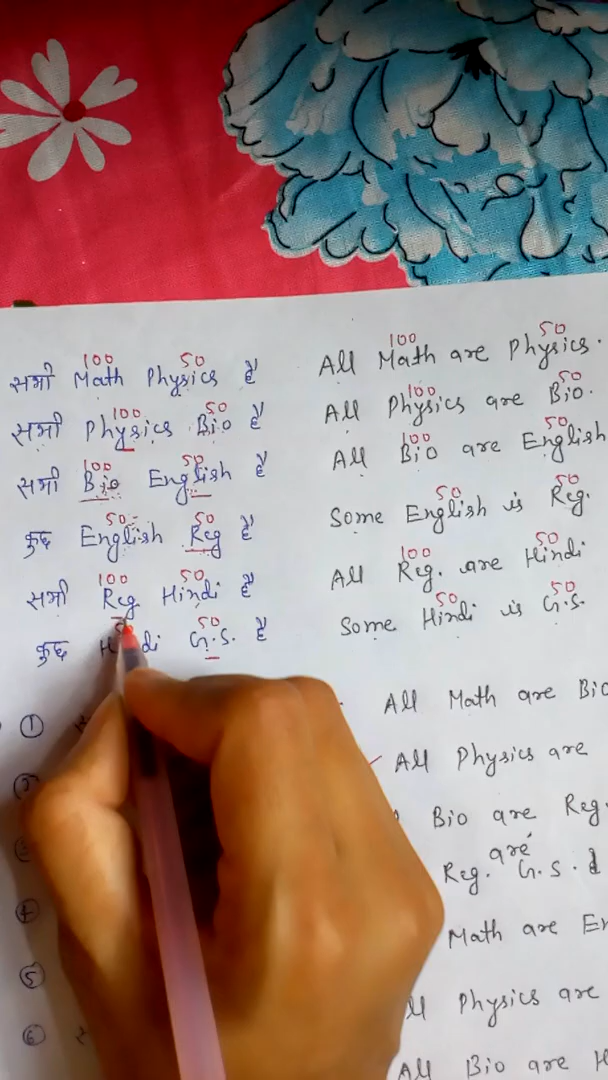 100 50
सभी Math Physics है
100 50
सभी Physics Bio है
100 50
सभी Bio English है
50 50
कुछ English Reg है
100 50
सभी Reg Hindi है
50
कुछ G.S. है
①
④
⑤
⑥
100 50
All Math are Physics.
100 50
All Physics are Bio.
100 50
All Bio are English
50 50
Some English is Reg.
100 50
All Reg. are Hindi
50 50
Some Hindi is G.S.
All Math are Bio
All Physics are
Bio are Reg.
Reg. are G.S.
Math are En
Physics are
All Bio are H